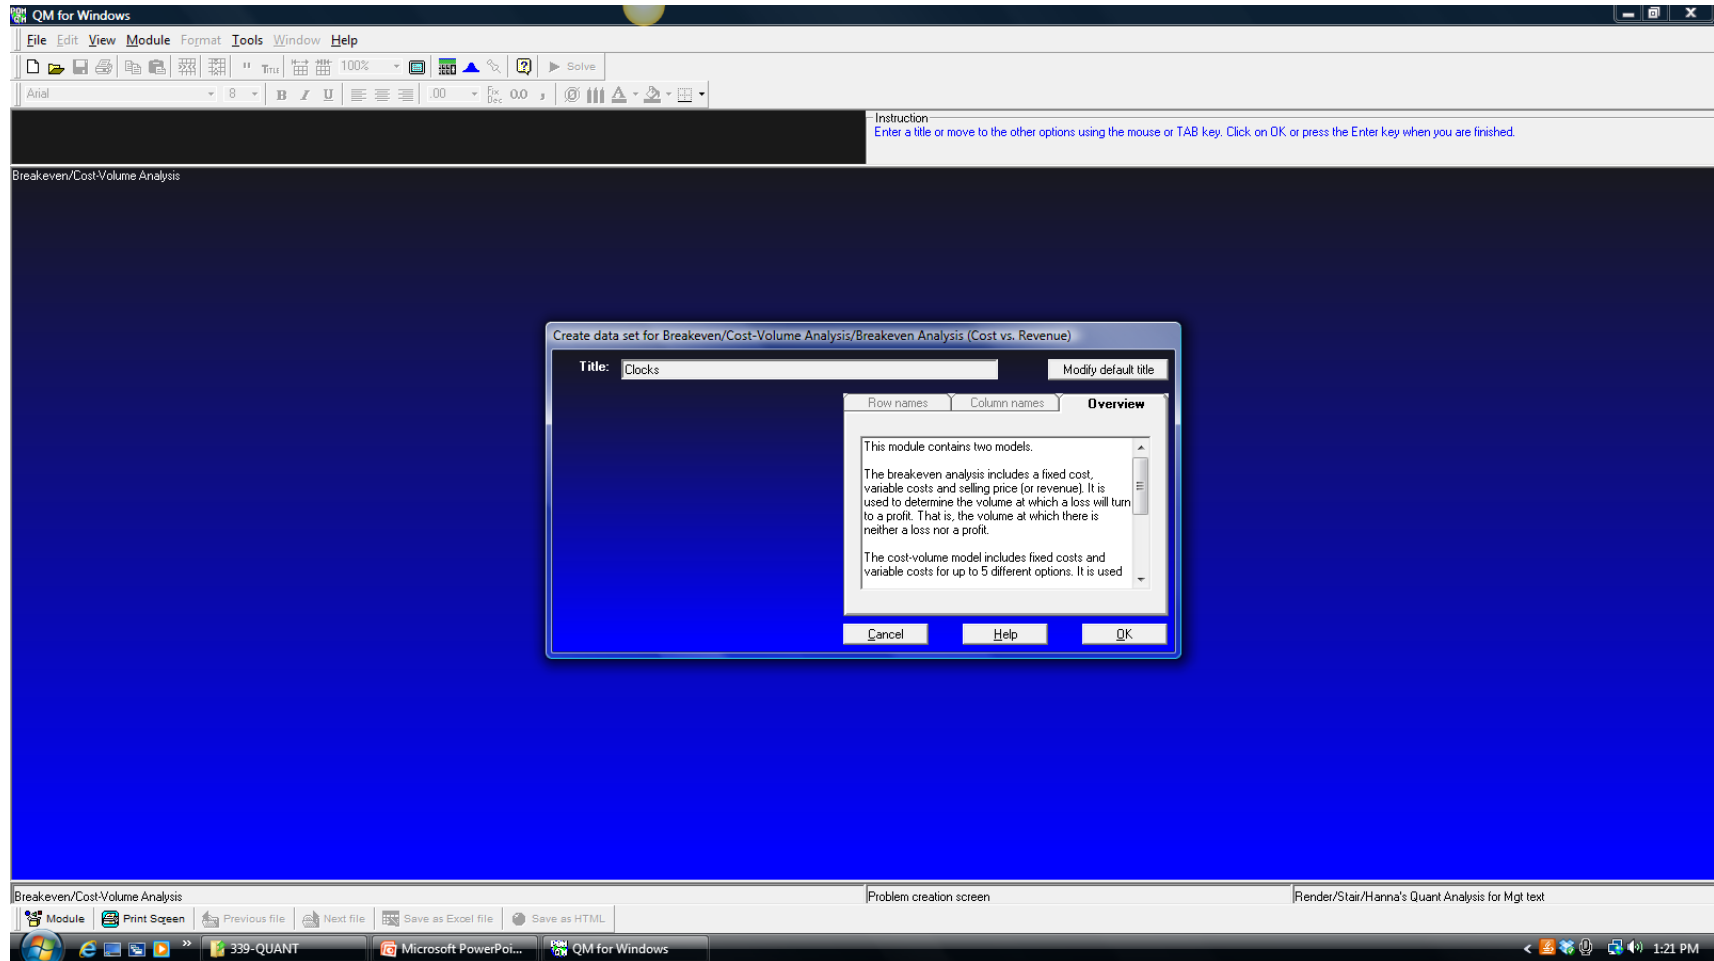 QM for Windows
File Edit View Module Format Tools Window Help
100% Solve
Arial 8 B I U .00 Fix Dec 0.0 ,
Instruction
Enter a title or move to the other options using the mouse or TAB key. Click on OK or press the Enter key when you are finished.
Breakeven/Cost-Volume Analysis
Create data set for Breakeven/Cost-Volume Analysis/Breakeven Analysis (Cost vs. Revenue)
Title: Clocks Modify default title
Row names Column names Overview
This module contains two models.
The breakeven analysis includes a fixed cost,
variable costs and selling price (or revenue). It is
used to determine the volume at which a loss will turn
to a profit. That is, the volume at which there is
neither a loss nor a profit.
The cost-volume model includes fixed costs and
variable costs for up to 5 different options. It is used
Cancel Help OK
Breakeven/Cost-Volume Analysis Problem creation screen Render/Stair/Hanna's Quant Analysis for Mgt text
Module Print Screen Previous file Next file Save as Excel file Save as HTML
339-QUANT Microsoft PowerPoi... QM for Windows 1:21 PM